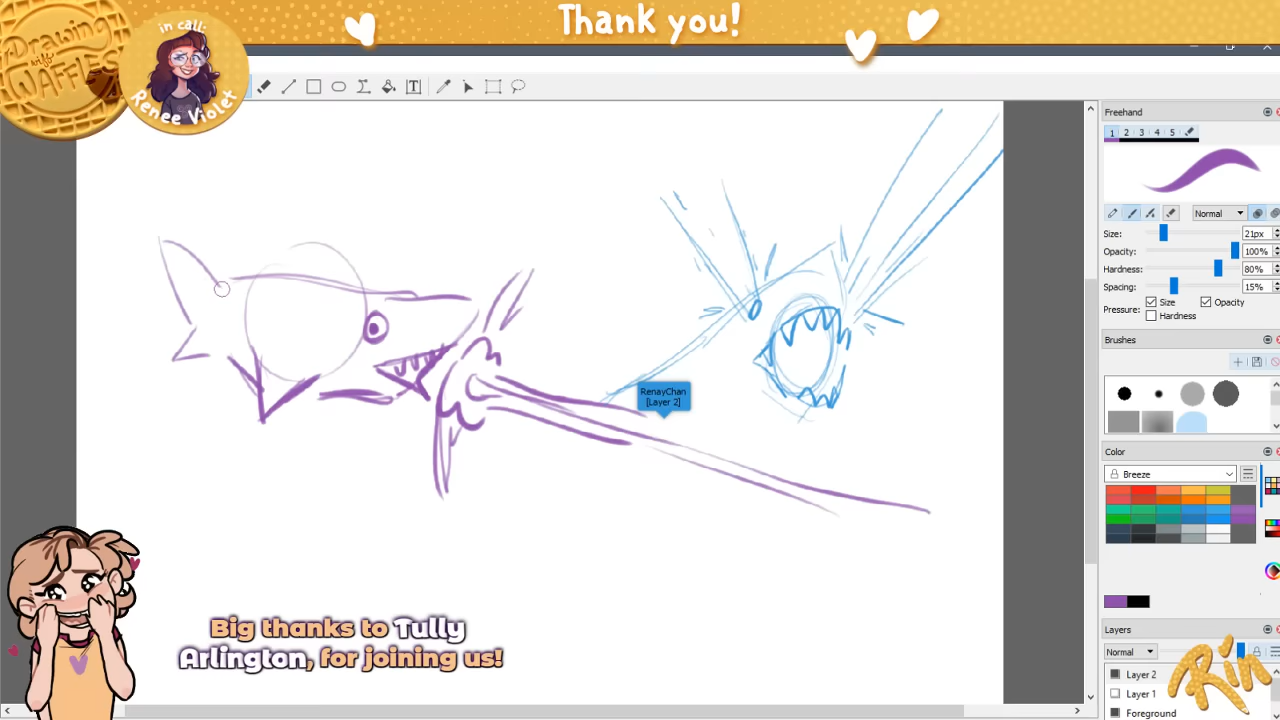 Thank you!
Drawing
with
WAFFLES
in call:
Renee Violet
T
Freehand
1 2 3 4 5
Normal
Size: 21px
Opacity: 100%
Hardness: 80%
Spacing: 15%
Pressure: Size Opacity
Hardness
Brushes
Color
Breeze
Layers
Normal
Layer 2
Layer 1
Foreground
RenayChan
[Layer 2]
Big thanks to Tully
Arlington, for joining us!
Rin